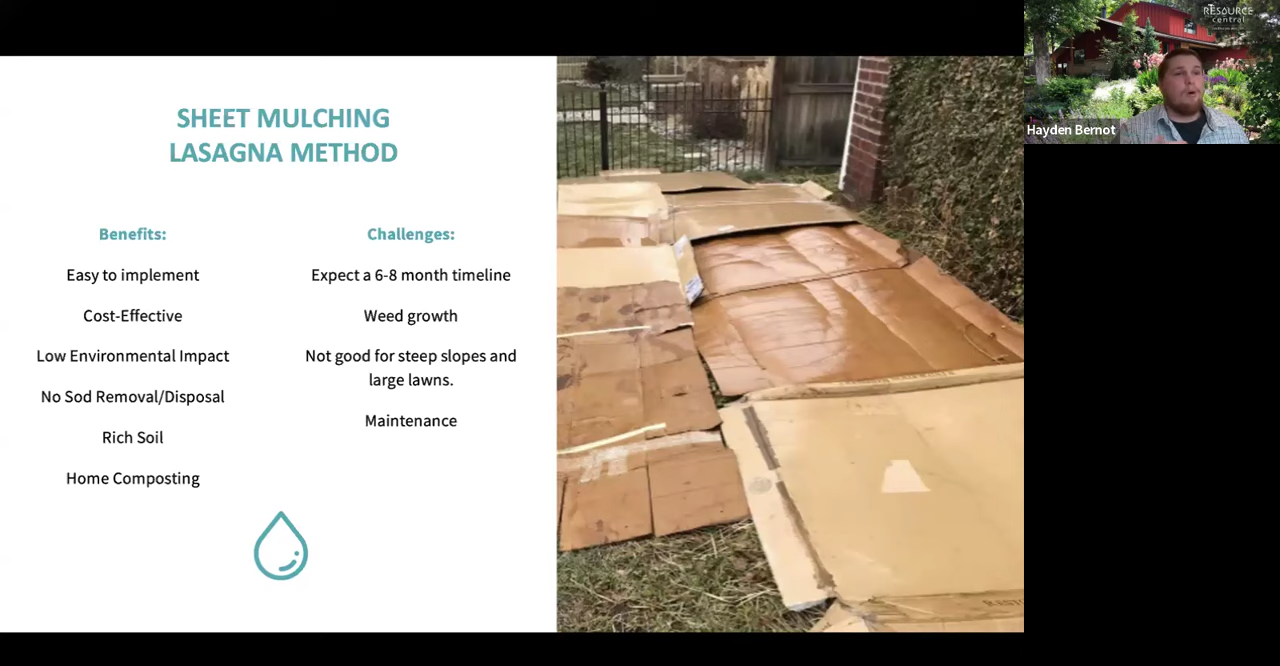 SHEET MULCHING
LASAGNA METHOD
Benefits:
Easy to implement
Cost-Effective
Low Environmental Impact
No Sod Removal/Disposal
Rich Soil
Home Composting
Challenges:
Expect a 6-8 month timeline
Weed growth
Not good for steep slopes and
large lawns.
Maintenance
RESOURCE
central
Hayden Bernot